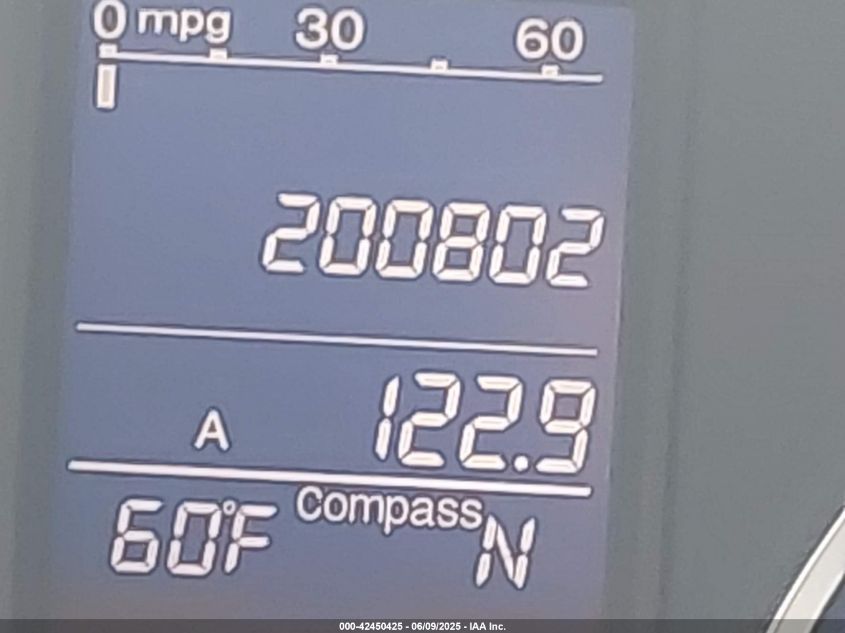 0 mpg 30 60
200802
A 122.9
60°F Compass N
000-42450425 - 06/09/2025 - IAA Inc.